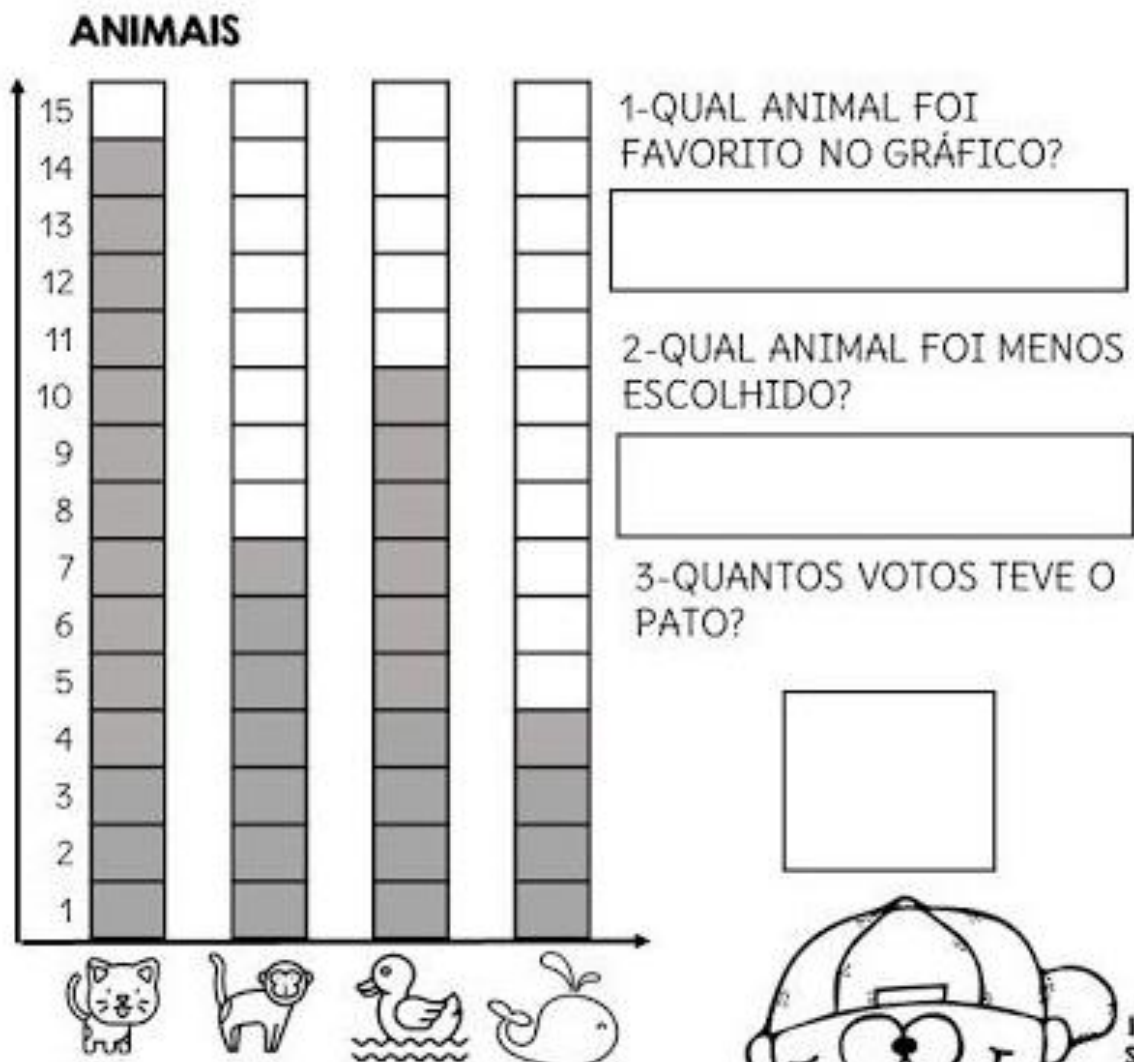 ANIMAIS
15
14
13
12
11
10
9
8
7
6
5
4
3
2
1
1-QUAL ANIMAL FOI
FAVORITO NO GRÁFICO?
2-QUAL ANIMAL FOI MENOS
ESCOLHIDO?
3-QUANTOS VOTOS TEVE O
PATO?